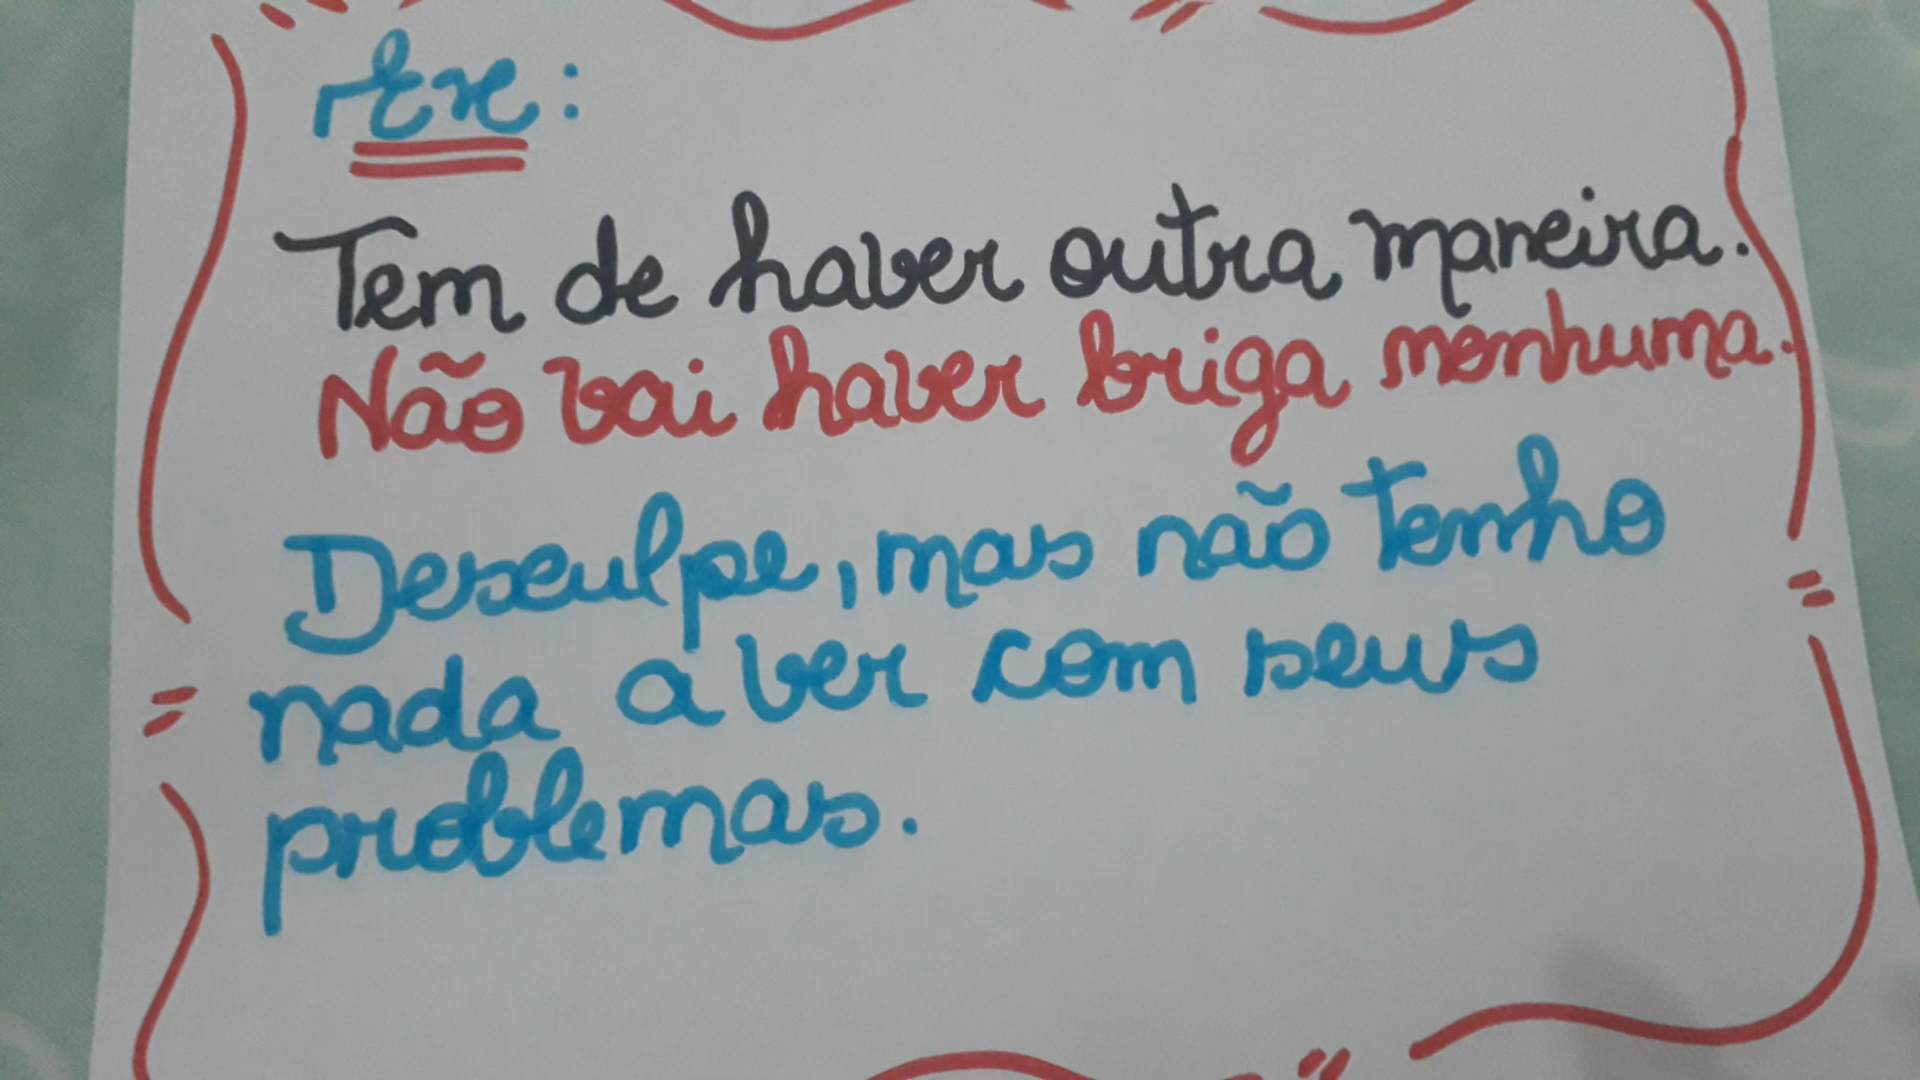 Ex:
Tem de haver outra maneira.
Não vai haver briga nenhuma.
Desculpe, mas não tenho
nada a ver com seus
problemas.